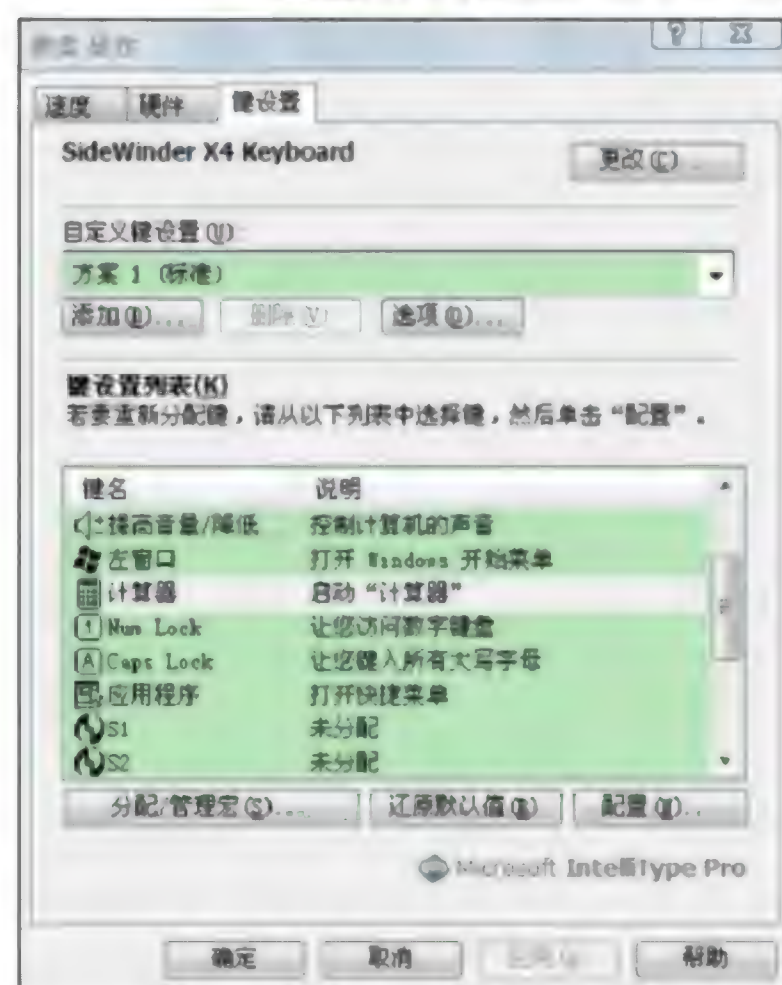 速度 硬件 键设置
SideWinder X4 Keyboard
更改(C)...
自定义键设置(U)
方案 1 (标准)
添加(D)... 删除(V) 选项(O)...
键设置列表(K)
若要重新分配键，请从以下列表中选择键，然后单击“配置”。
键名 说明
提高音量/降低 控制计算机的声音
左窗口 打开 Windows 开始菜单
计算器 启动“计算器”
Num Lock 让您访问数字键盘
Caps Lock 让您键入所有大写字母
应用程序 打开快捷菜单
S1 未分配
S2 未分配
分配/管理宏(S)... 还原默认值(R) 配置...
Microsoft IntelliType Pro
确定 取消 帮助